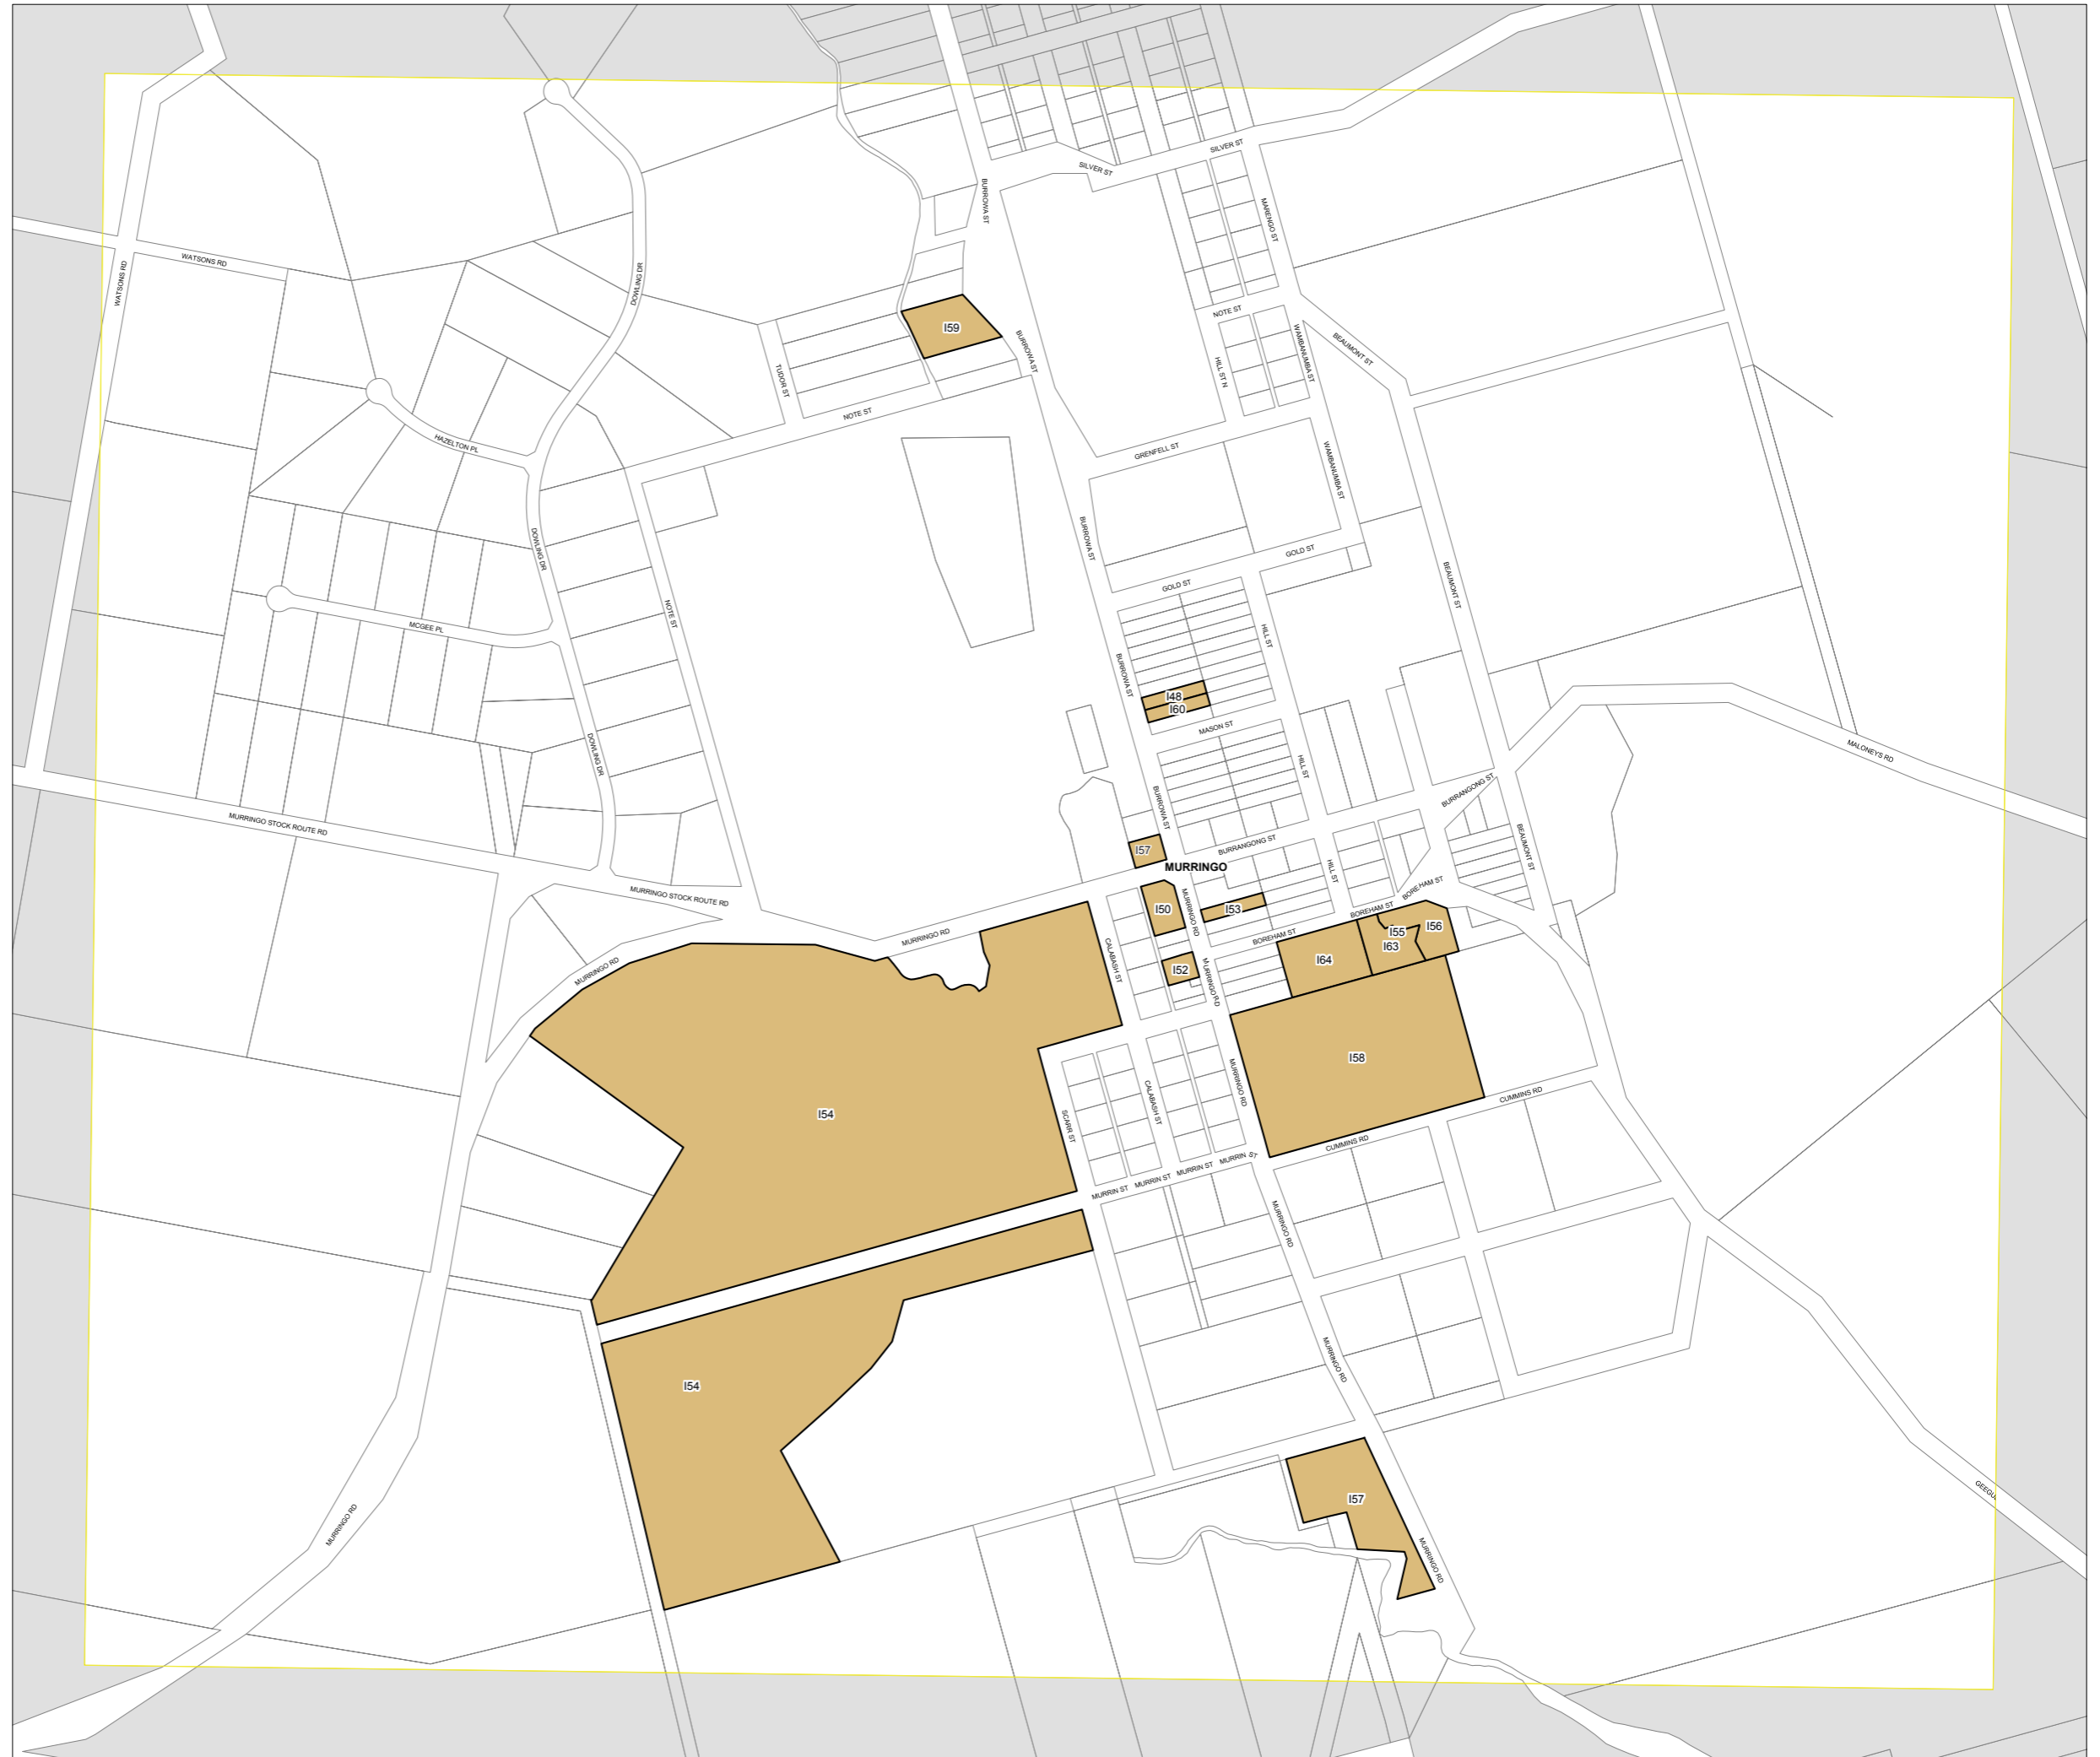 SILVER ST
SILVER ST
BURROWA ST
MARENGO ST
WATSONS RD
WATSONS RD
DOWLING DR
NOTE ST
I59
BURROWA ST
WAMBANUMBA ST
BEAUMONT ST
HILL ST N
TUDOR ST
NOTE ST
HAZELTON PL
GRENFELL ST
WAMBANUMBA ST
BURROWA ST
DOWLING DR
GOLD ST
GOLD ST
BEAUMONT ST
NOTE ST
MCGEE PL
HILL ST
BURROWA ST
I48
I60
MASON ST
DOWLING DR
MALONEYS RD
HILL ST
BURRANGONG ST
BURROWA ST
MURRINGO STOCK ROUTE RD
BURRANGONG ST
BEAUMONT ST
I57
MURRINGO
HILL ST
BOREHAM ST
MURRINGO STOCK ROUTE RD
I50
MURRINGO RD
I53
BOREHAM ST
I55
I56
MURRINGO RD
BOREHAM ST
I63
CALABASH ST
I64
I52
MURRINGO RD
MURRINGO RD
I58
MURRINGO RD
CUMMINS RD
CALABASH ST
I54
SCARR ST
CUMMINS RD
MURRIN ST
MURRIN ST
MURRIN ST
MURRIN ST
MURRINGO RD
MURRINGO RD
I54
I57
GEEGU
MURRINGO RD
MURRINGO RD